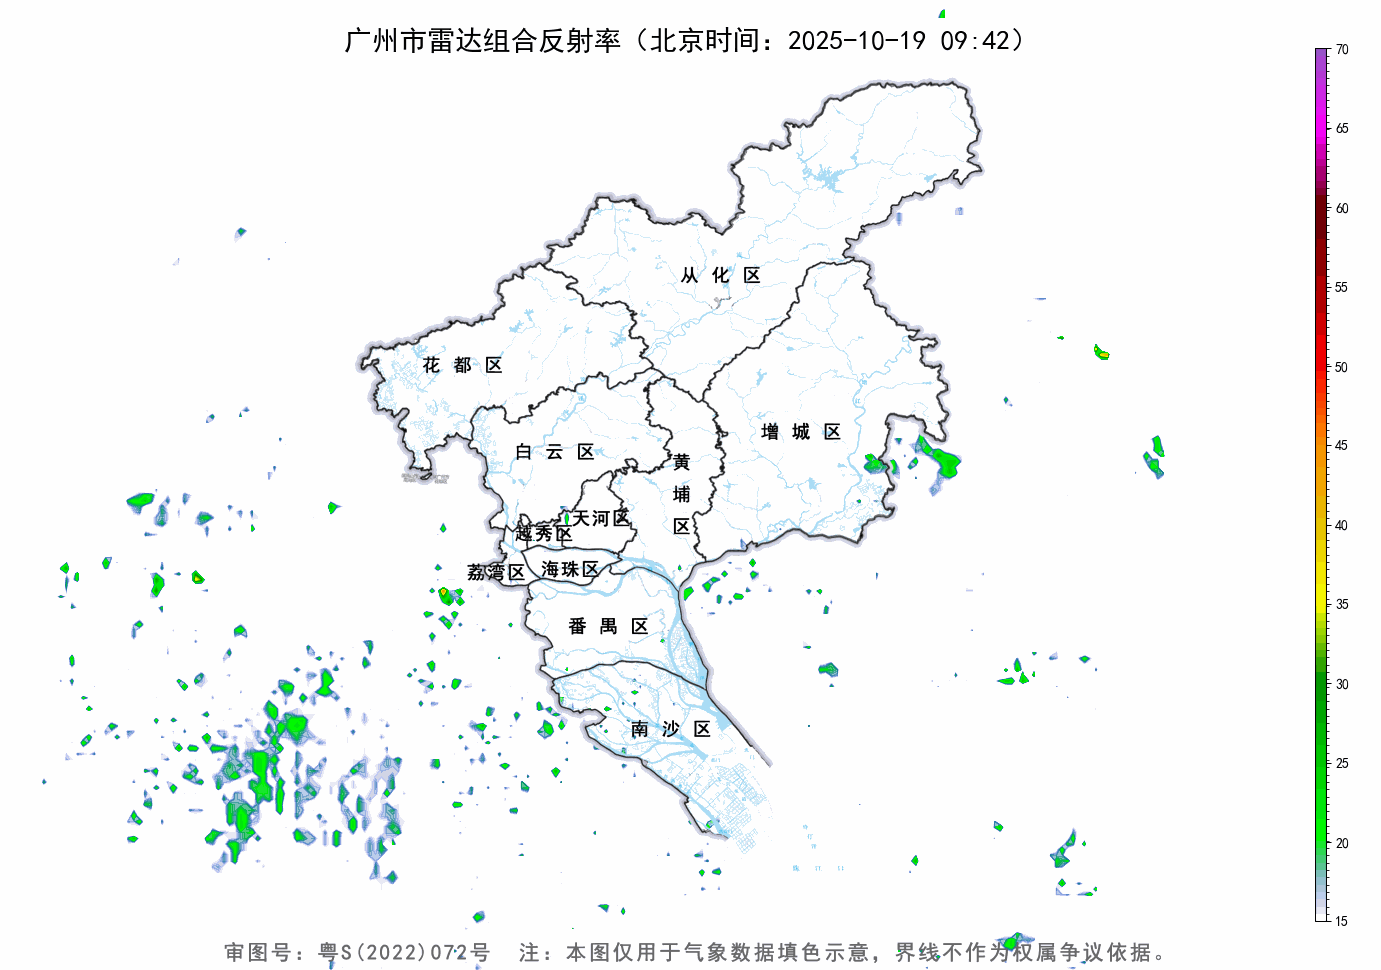 广州市雷达组合反射率（北京时间：2025-10-19 09:42）
70
65
60
55
50
45
40
35
30
25
20
15
从化区
花都区
增城区
白云区
黄埔区
天河区
越秀区
荔湾区
海珠区
番禺区
南沙区
审图号：粤S(2022)072号 注：本图仅用于气象数据填色示意，界线不作为权属争议依据。